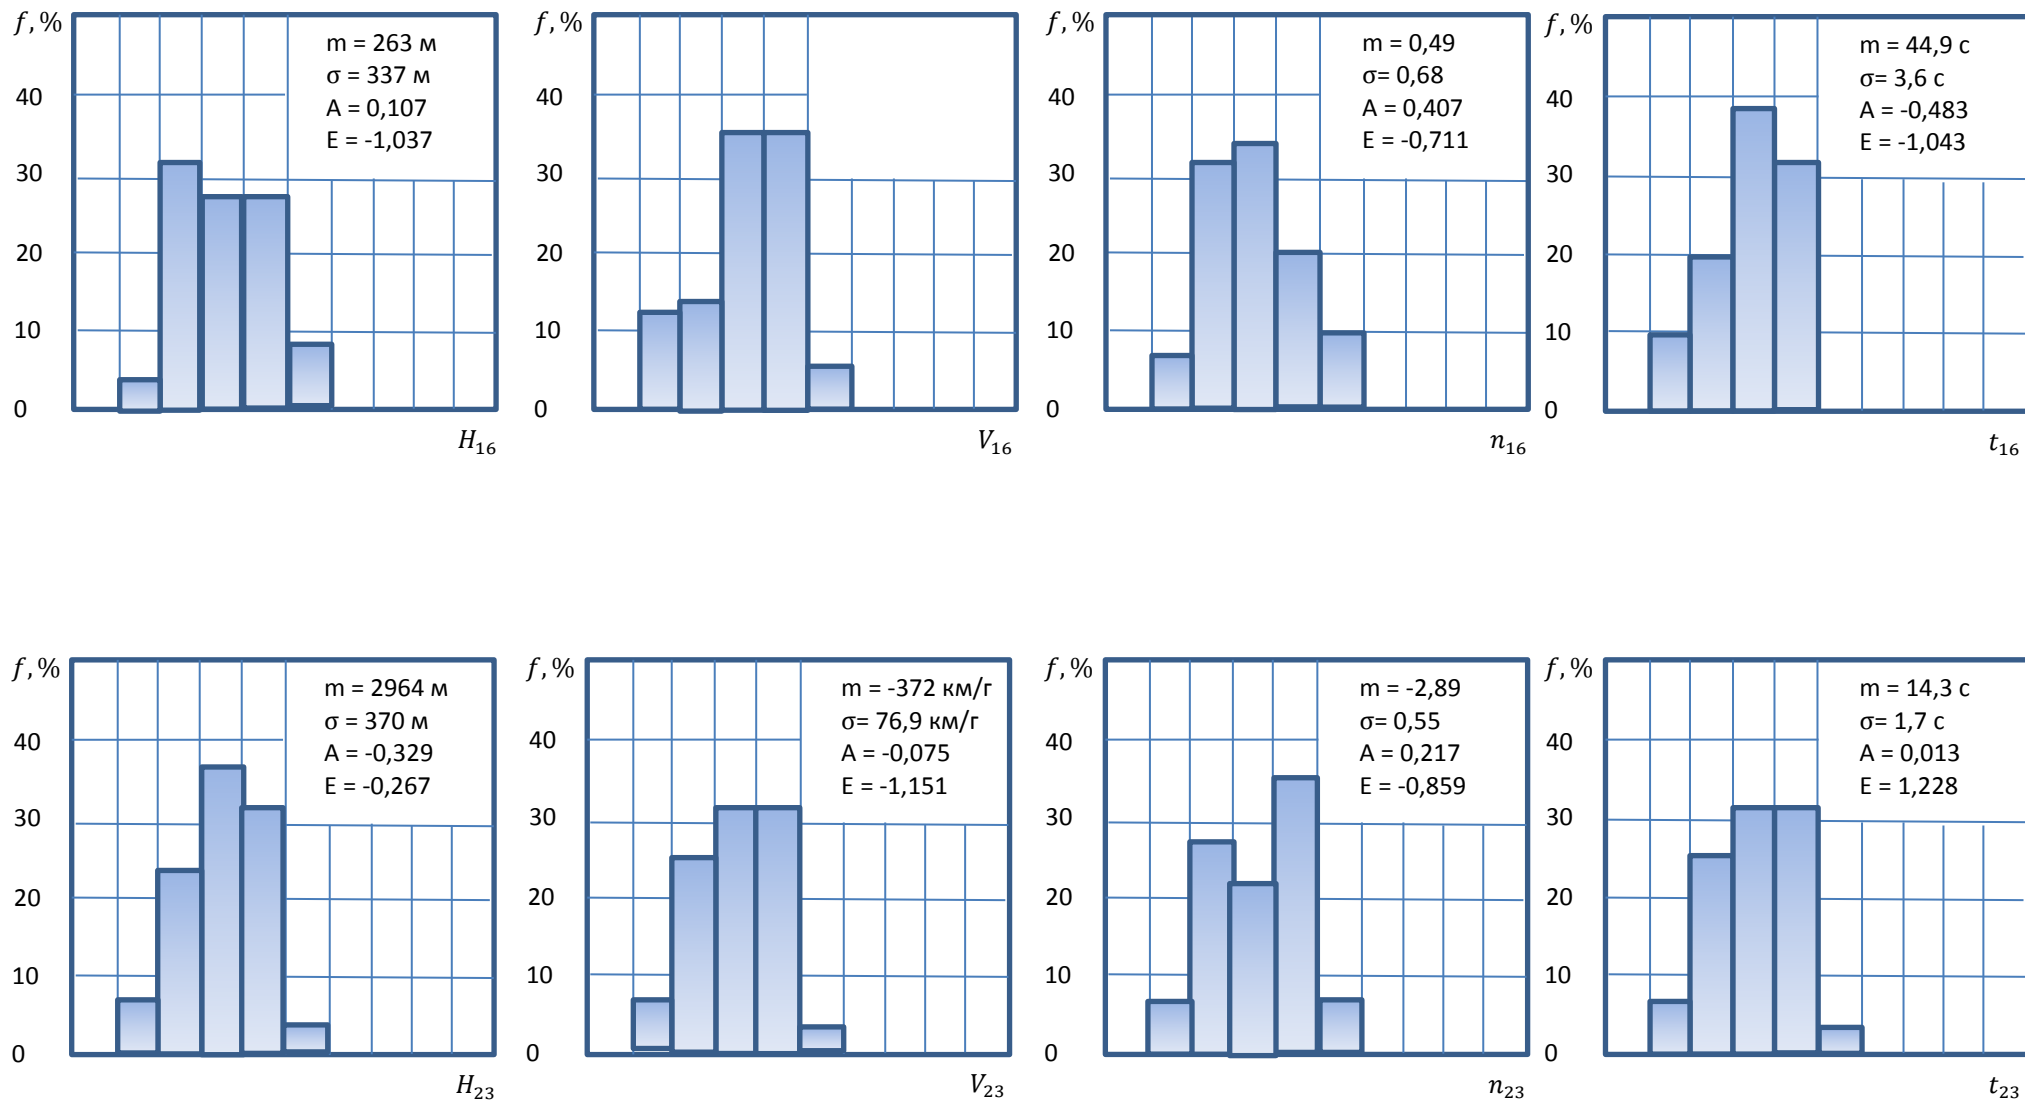 f, %
40
30
20
10
0
m = 263 м
σ = 337 м
A = 0,107
E = -1,037
H16
f, %
40
30
20
10
0
V16
f, %
40
30
20
10
0
m = 0,49
σ= 0,68
A = 0,407
E = -0,711
n16
f, %
40
30
20
10
0
m = 44,9 с
σ= 3,6 с
A = -0,483
E = -1,043
t16
f, %
40
30
20
10
0
m = 2964 м
σ = 370 м
A = -0,329
E = -0,267
H23
f, %
40
30
20
10
0
m = -372 км/г
σ= 76,9 км/г
A = -0,075
E = -1,151
V23
f, %
40
30
20
10
0
m = -2,89
σ= 0,55
A = 0,217
E = -0,859
n23
f, %
40
30
20
10
0
m = 14,3 с
σ= 1,7 с
A = 0,013
E = 1,228
t23